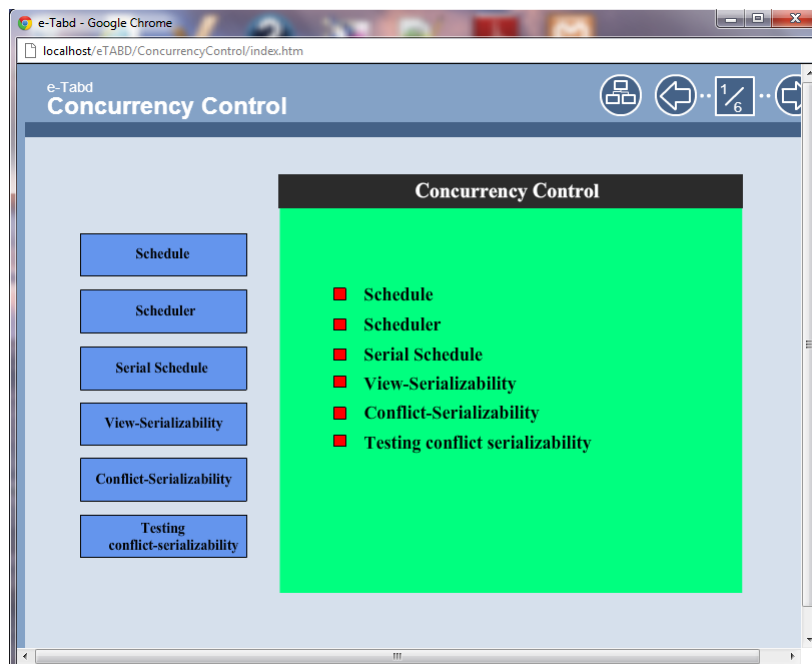 e-Tabd - Google Chrome
localhost/eTABD/ConcurrencyControl/index.htm
e-Tabd
Concurrency Control
1/6
Concurrency Control
Schedule
Scheduler
Serial Schedule
View-Serializability
Conflict-Serializability
Testing
conflict-serializability
Schedule
Scheduler
Serial Schedule
View-Serializability
Conflict-Serializability
Testing conflict serializability